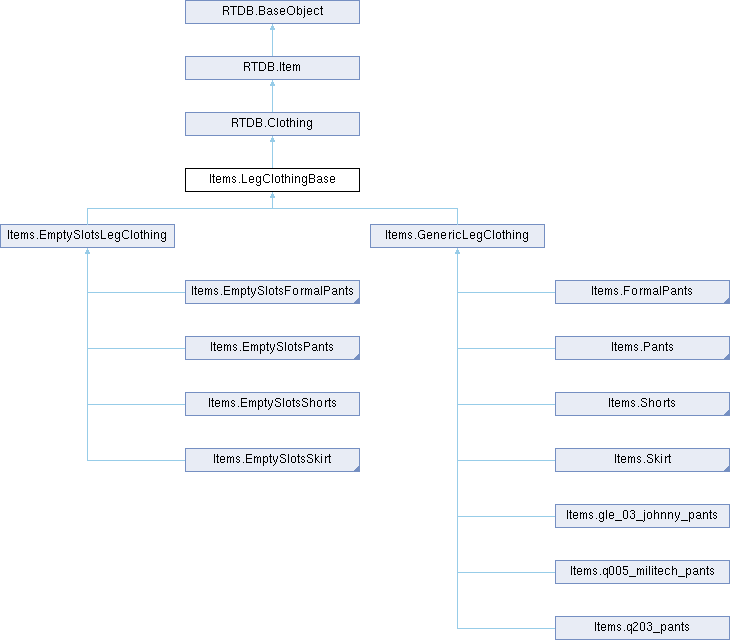 RTDB.BaseObject
RTDB.Item
RTDB.Clothing
Items.LegClothingBase
Items.EmptySlotsLegClothing
Items.GenericLegClothing
Items.EmptySlotsFormalPants
Items.FormalPants
Items.EmptySlotsPants
Items.Pants
Items.EmptySlotsShorts
Items.Shorts
Items.EmptySlotsSkirt
Items.Skirt
Items.gle_03_johnny_pants
Items.q005_militech_pants
Items.q203_pants